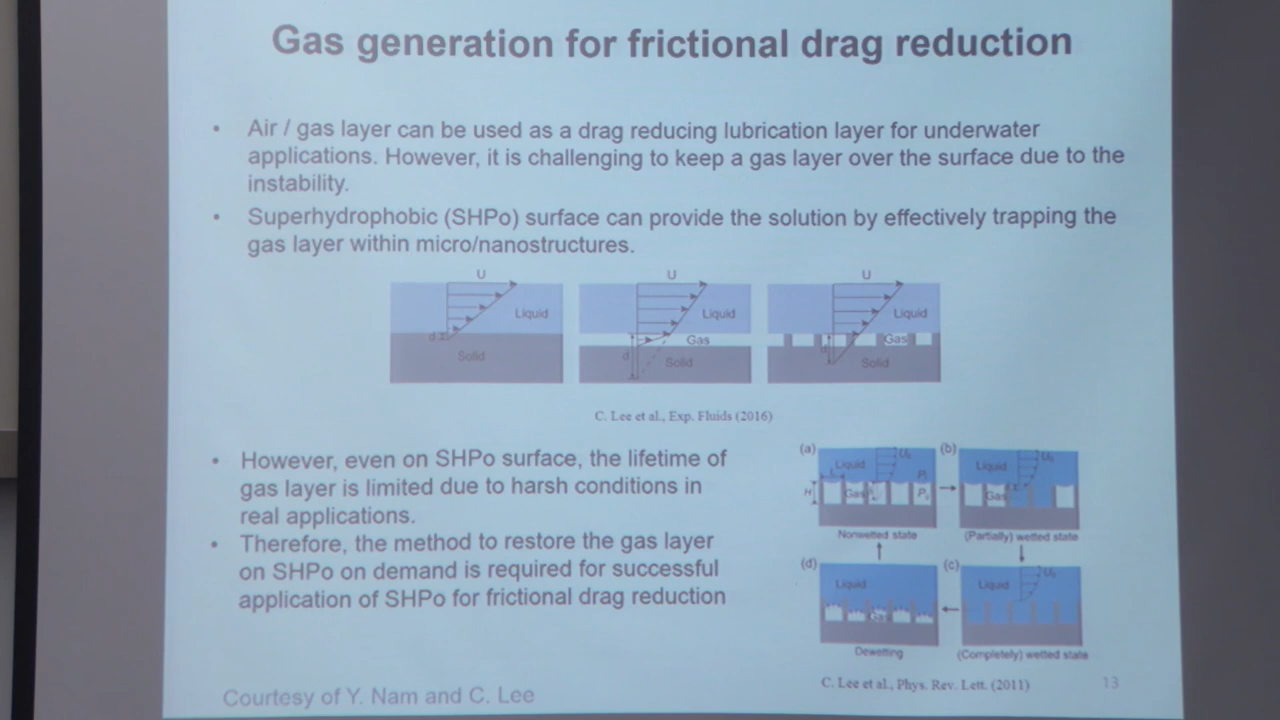 Gas generation for frictional drag reduction
• Air / gas layer can be used as a drag reducing lubrication layer for underwater
applications. However, it is challenging to keep a gas layer over the surface due to the
instability.
• Superhydrophobic (SHPo) surface can provide the solution by effectively trapping the
gas layer within micro/nanostructures.
U U U
Liquid Liquid Liquid
d Gas Gas
Solid d Solid d Solid
C. Lee et al., Exp. Fluids (2016)
• However, even on SHPo surface, the lifetime of
gas layer is limited due to harsh conditions in
real applications.
• Therefore, the method to restore the gas layer
on SHPo on demand is required for successful
application of SHPo for frictional drag reduction
(a) (b)
Liquid Liquid
H Gas Gas
Nonwetted state (Partially) wetted state
(d) (c)
Liquid Liquid
Gas
Dewetting (Completely) wetted state
C. Lee et al., Phys. Rev. Lett. (2011)
13
Courtesy of Y. Nam and C. Lee